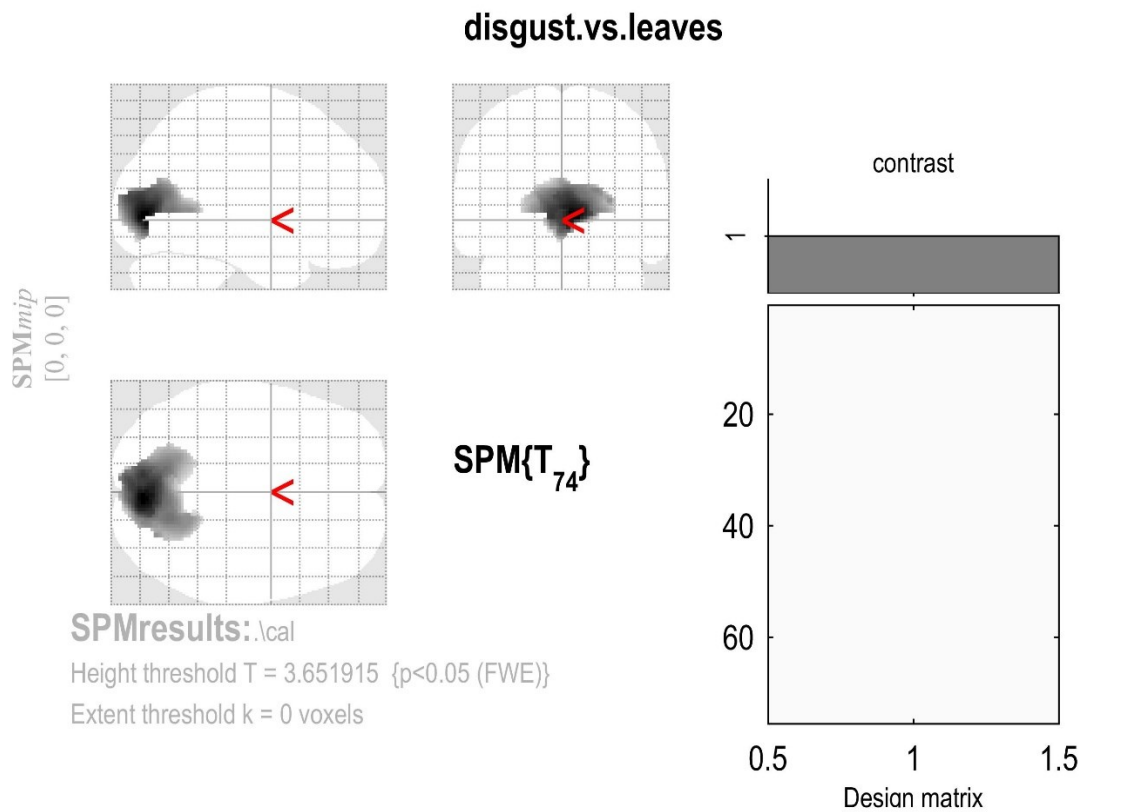 disgust.vs.leaves
SPMmip
[0, 0, 0]
<
<
<
SPM{T74}
SPMresults:.\cal
Height threshold T = 3.651915 {p<0.05 (FWE)}
Extent threshold k = 0 voxels
contrast
1
20
40
60
0.5 1 1.5
Design matrix